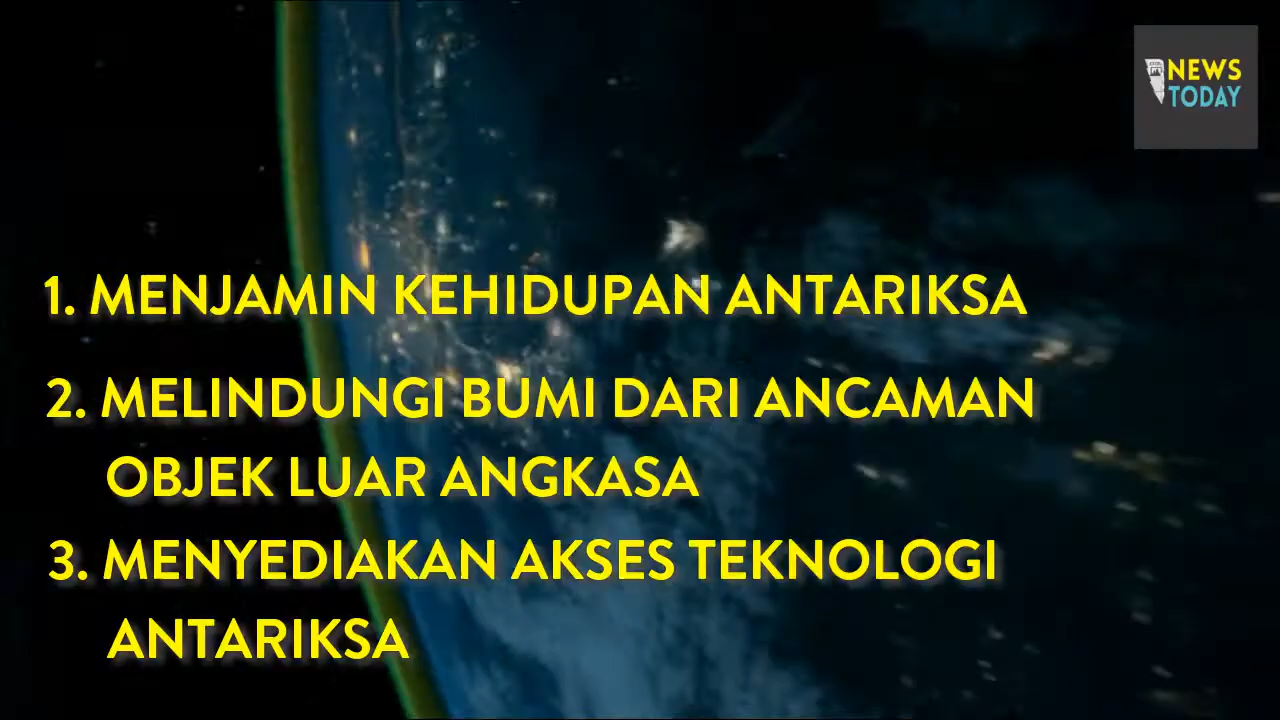 NEWS
TODAY
1. MENJAMIN KEHIDUPAN ANTARIKSA
2. MELINDUNGI BUMI DARI ANCAMAN
OBJEK LUAR ANGKASA
3. MENYEDIAKAN AKSES TEKNOLOGI
ANTARIKSA